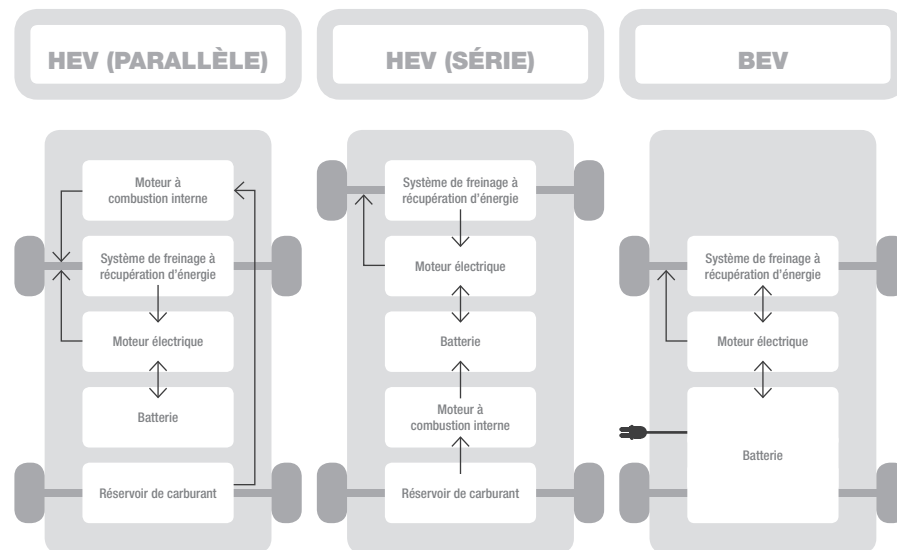 HEV (PARALLÈLE)
Moteur à
combustion interne
Système de freinage à
récupération d'énergie
Moteur électrique
Batterie
Réservoir de carburant
HEV (SÉRIE)
Système de freinage à
récupération d'énergie
Moteur électrique
Batterie
Moteur à
combustion interne
Réservoir de carburant
BEV
Système de freinage à
récupération d'énergie
Moteur électrique
Batterie